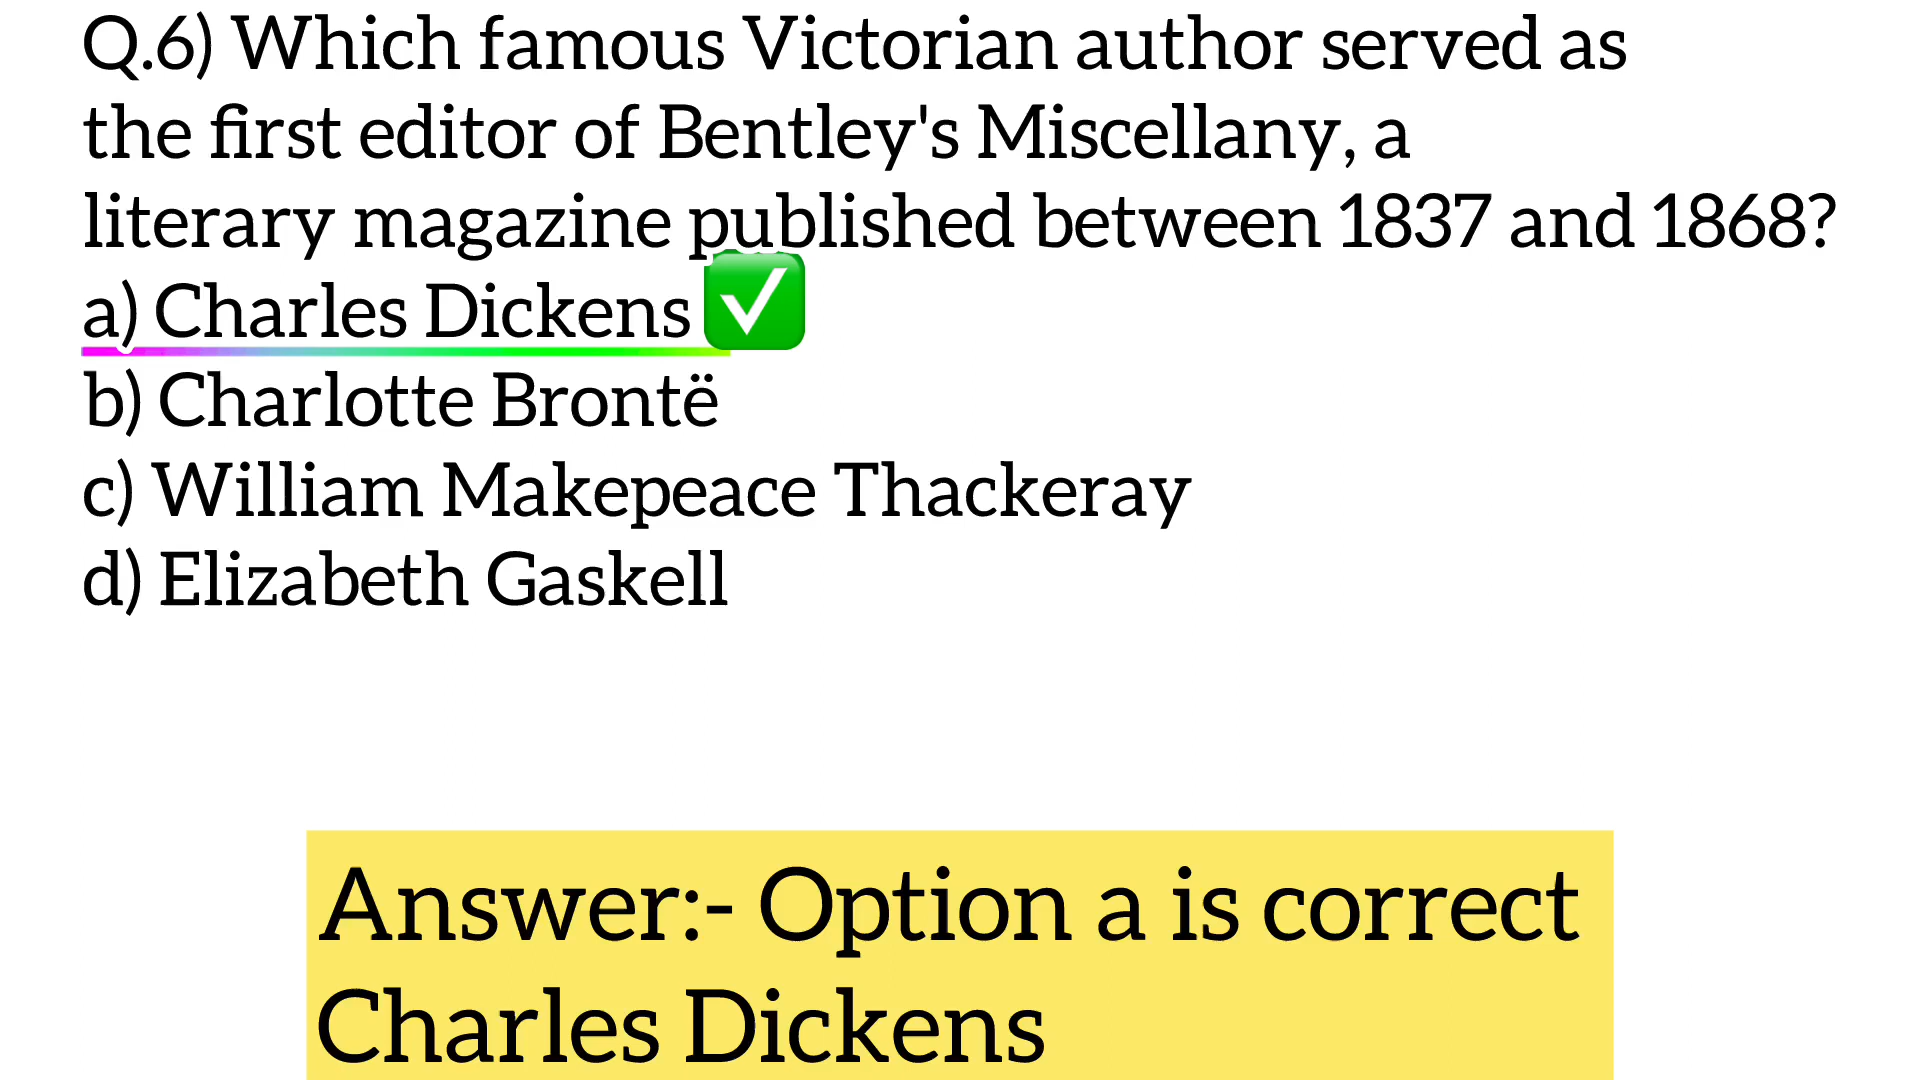 Q.6) Which famous Victorian author served as
the first editor of Bentley's Miscellany, a
literary magazine published between 1837 and 1868?
a) Charles Dickens ✅
b) Charlotte Brontë
c) William Makepeace Thackeray
d) Elizabeth Gaskell
Answer:- Option a is correct
Charles Dickens